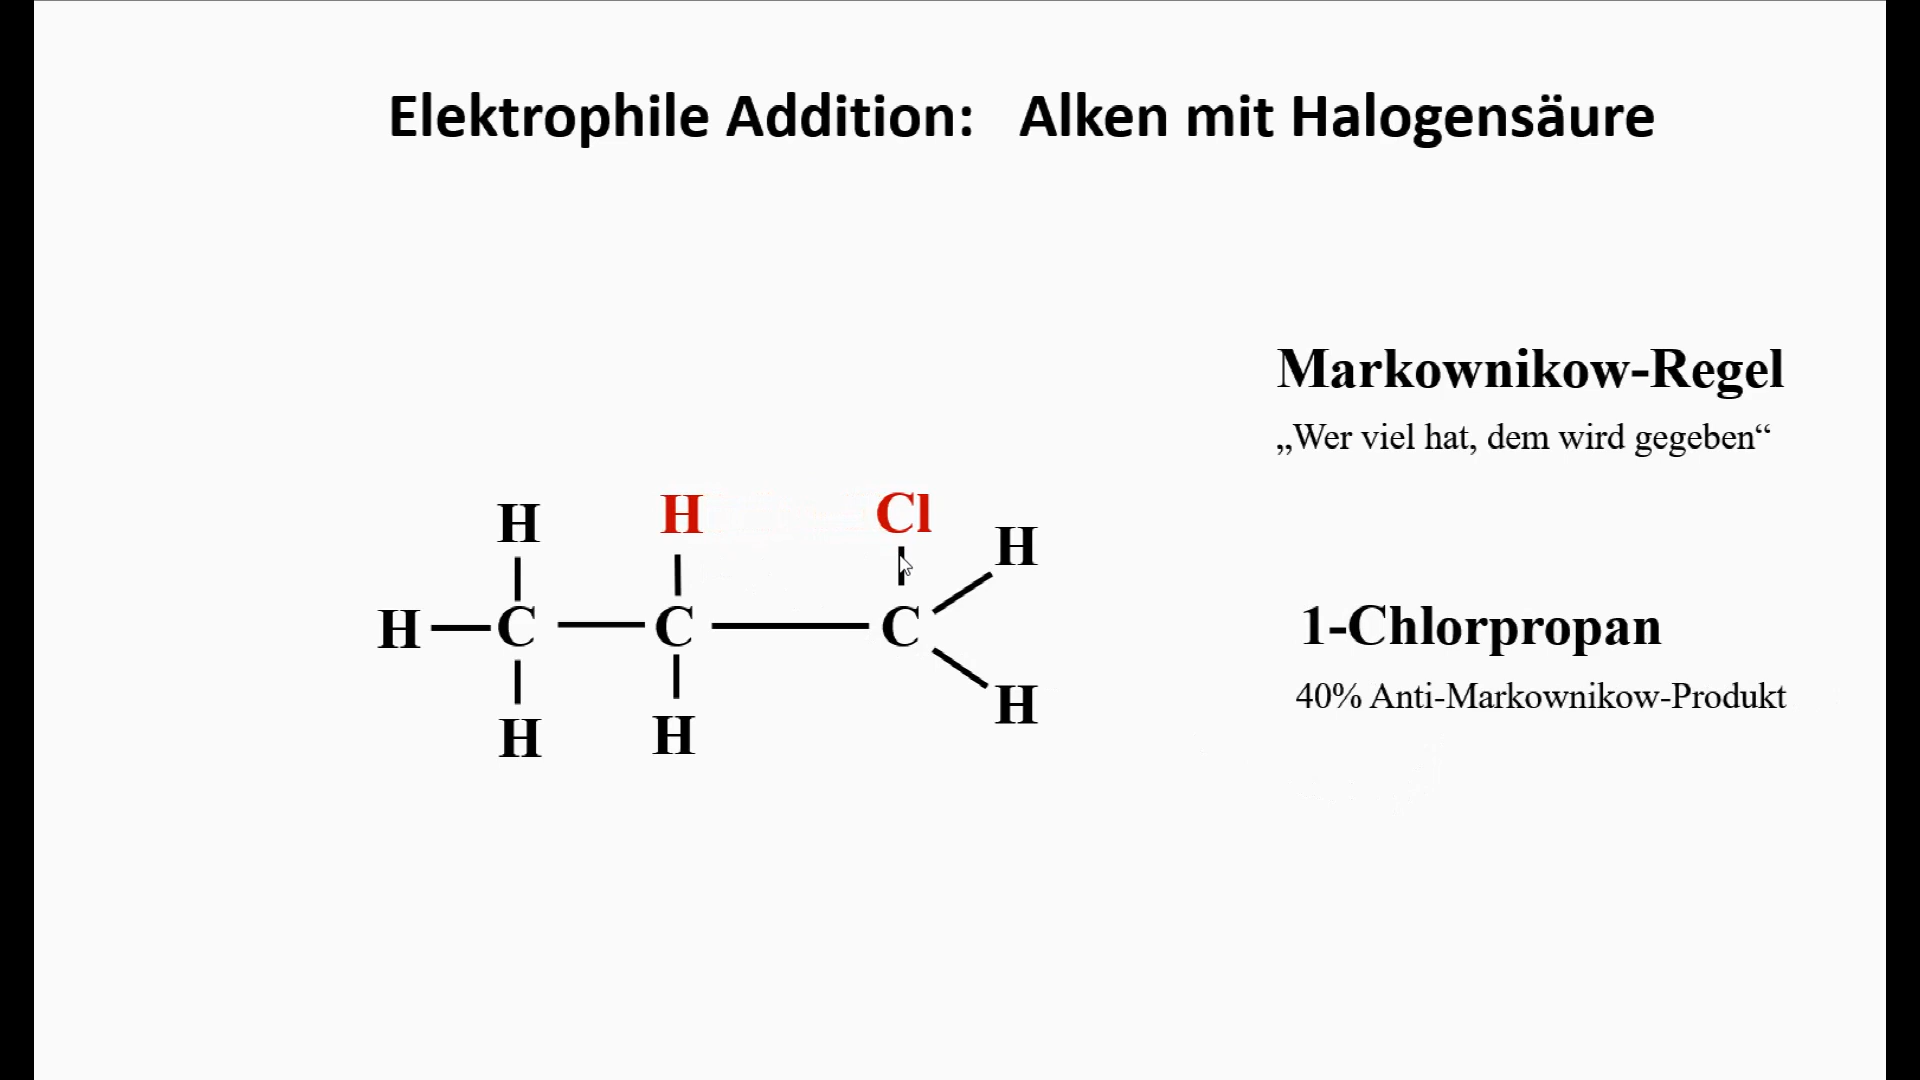 Elektrophile Addition: Alken mit Halogensäure
Markownikow-Regel
„Wer viel hat, dem wird gegeben“
H H Cl H
H C C C
H H H
1-Chlorpropan
40% Anti-Markownikow-Produkt